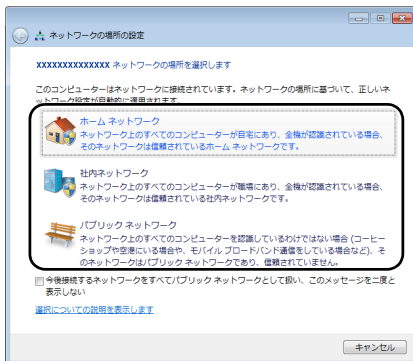 ネットワークの場所の設定
XXXXXXXXXXXXXX ネットワークの場所を選択します
このコンピューターはネットワークに接続されています。ネットワークの場所に基づいて、正しいネ
ットワーク設定が自動的に適用されます。
ホーム ネットワーク
ネットワーク上のすべてのコンピューターが自宅にあり、全機が認識されている場合、
そのネットワークは信頼されているホーム ネットワークです。
社内ネットワーク
ネットワーク上のすべてのコンピューターが職場にあり、全機が認識されている場合、
そのネットワークは信頼されている社内ネットワークです。
パブリック ネットワーク
ネットワーク上のすべてのコンピューターを認識しているわけではない場合 (コーヒー
ショップや空港にいる場合や、モバイル ブロードバンド通信をしている場合など)、そ
のネットワークはパブリック ネットワークであり、信頼されていません。
今後接続するネットワークをすべてパブリック ネットワークとして扱い、このメッセージを二度と
表示しない
選択についての説明を表示します
キャンセル